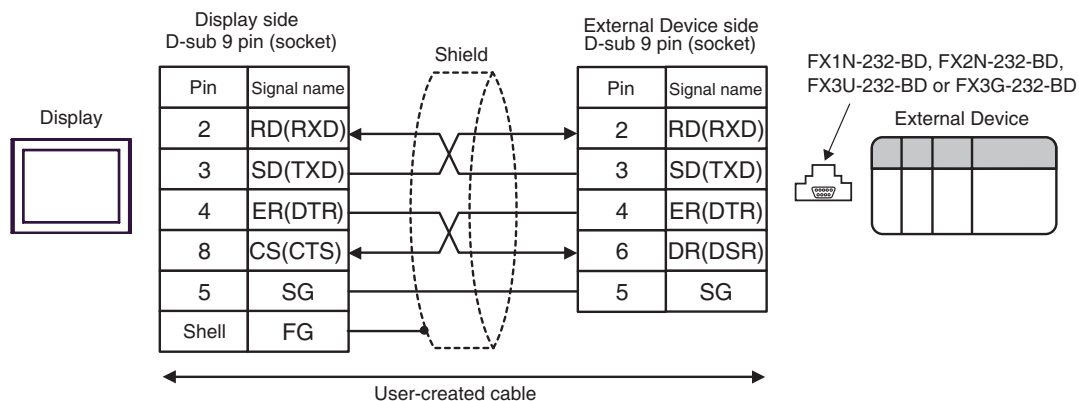 Display side
D-sub 9 pin (socket)
External Device side
D-sub 9 pin (socket)
Shield
FX1N-232-BD, FX2N-232-BD,
FX3U-232-BD or FX3G-232-BD
Display
External Device
Pin Signal name
2 RD(RXD)
3 SD(TXD)
4 ER(DTR)
8 CS(CTS)
5 SG
Shell FG
Pin Signal name
2 RD(RXD)
3 SD(TXD)
4 ER(DTR)
6 DR(DSR)
5 SG
User-created cable